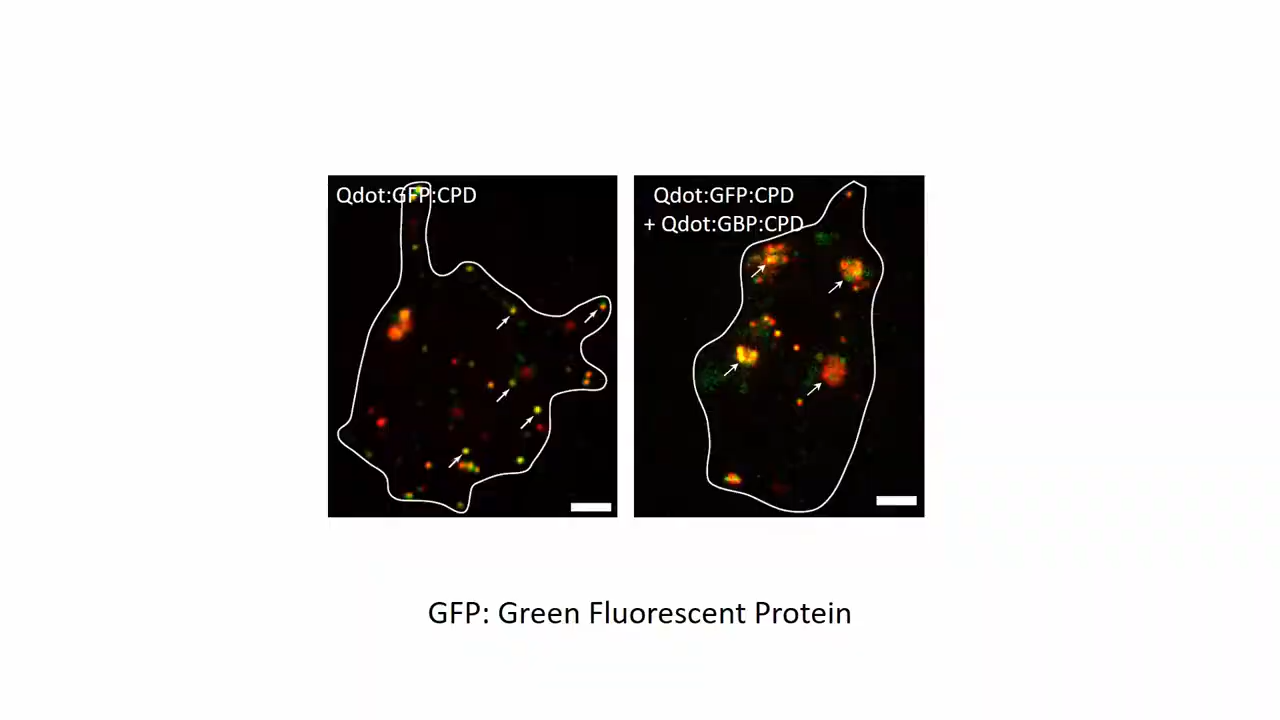 Qdot:GFP:CPD
Qdot:GFP:CPD
+ Qdot:GBP:CPD
GFP: Green Fluorescent Protein